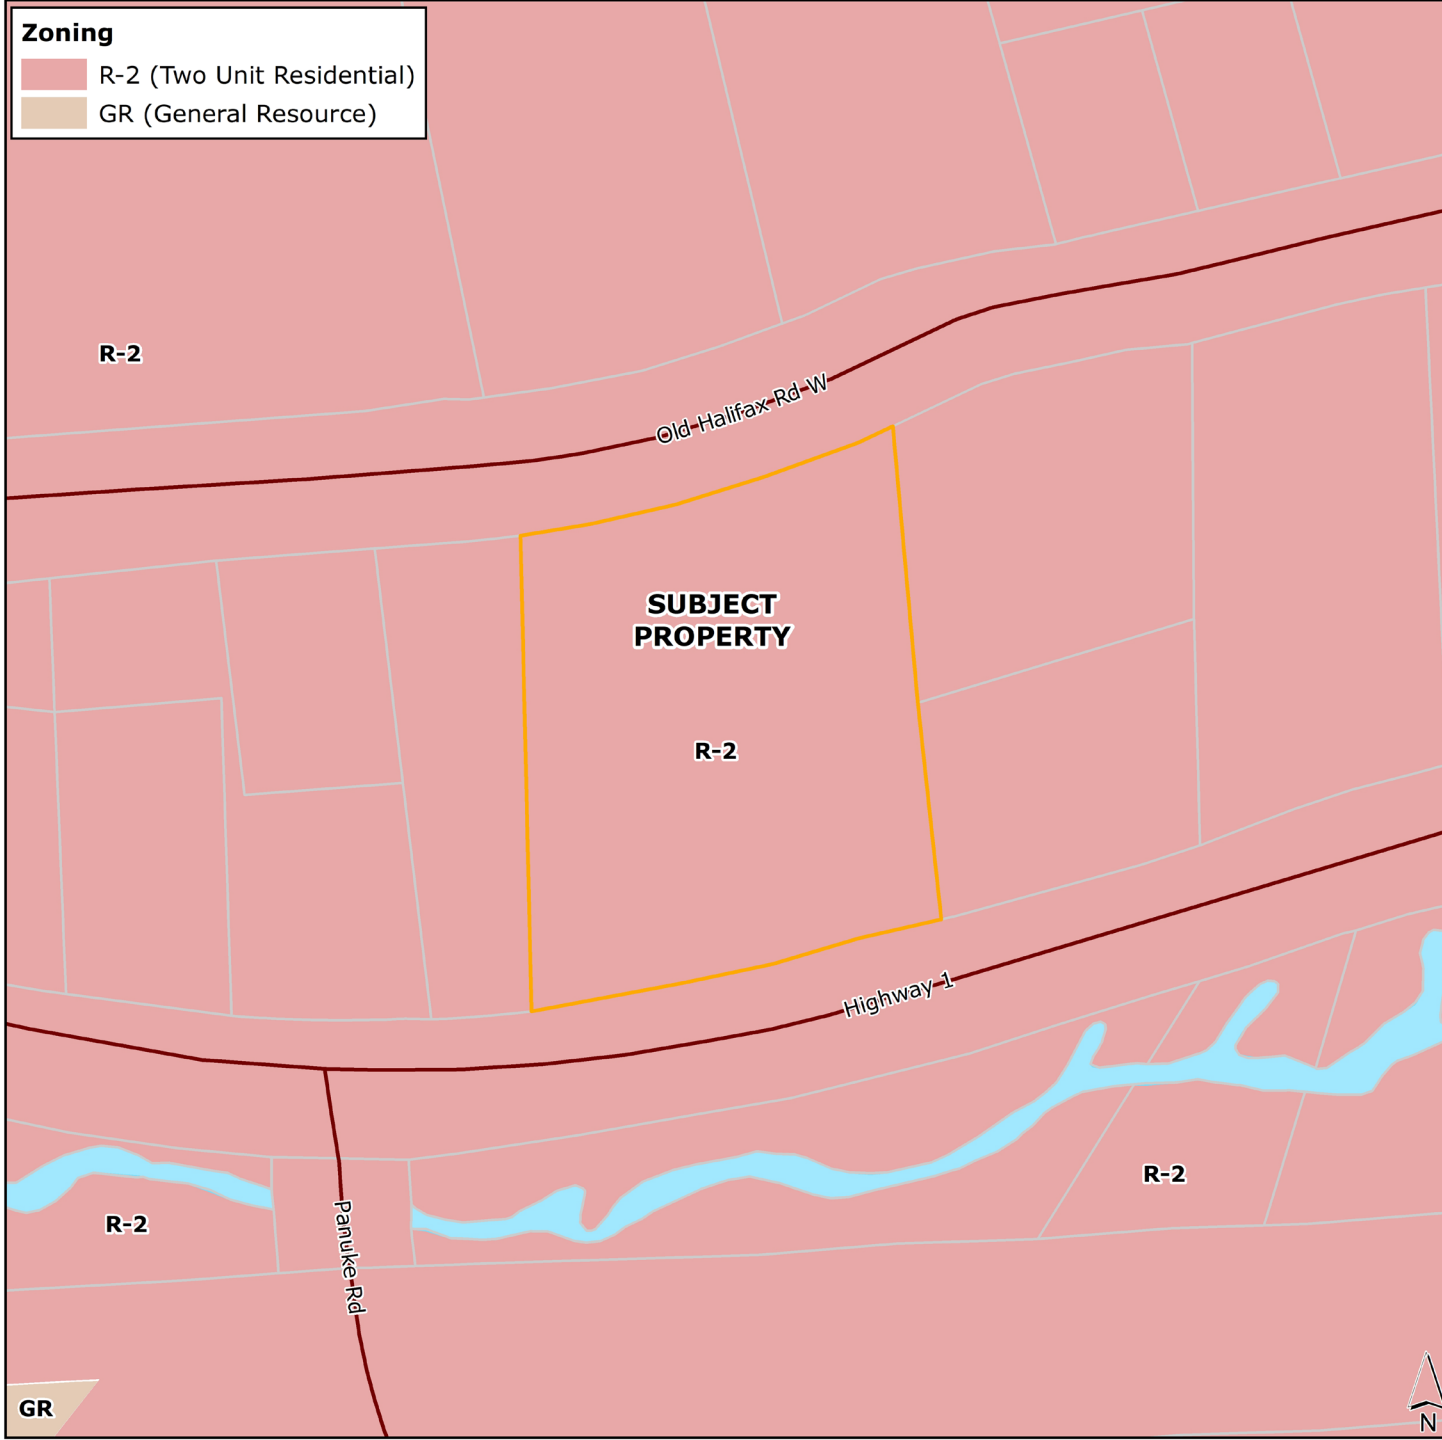 Zoning
R-2 (Two Unit Residential)
GR (General Resource)
R-2
Old Halifax Rd W
SUBJECT
PROPERTY
R-2
Highway 1
R-2
R-2
Panuke Rd
GR
N